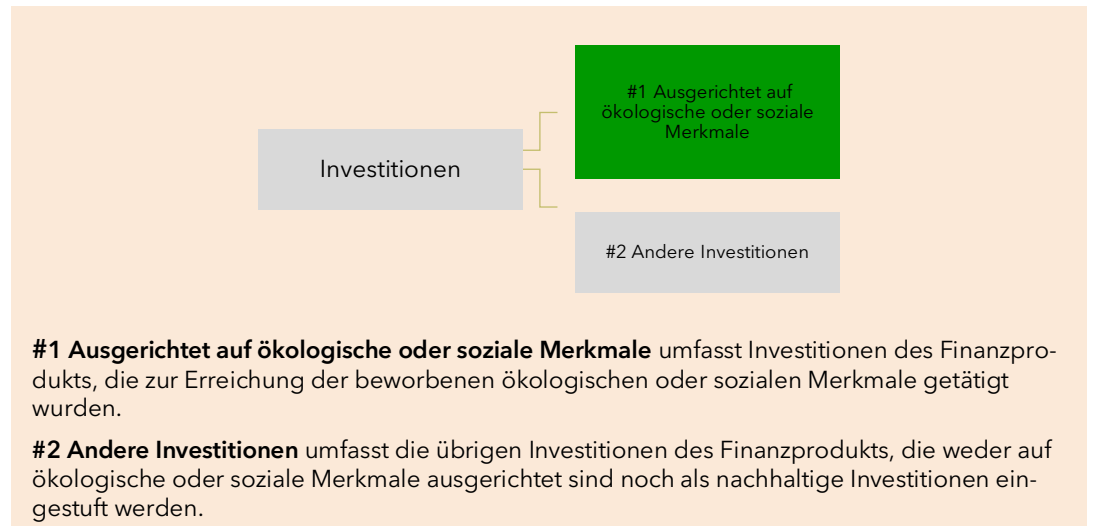 #1 Ausgerichtet auf
ökologische oder soziale
Merkmale
Investitionen
#2 Andere Investitionen
#1 Ausgerichtet auf ökologische oder soziale Merkmale umfasst Investitionen des Finanzpro-
dukts, die zur Erreichung der beworbenen ökologischen oder sozialen Merkmale getätigt
wurden.
#2 Andere Investitionen umfasst die übrigen Investitionen des Finanzprodukts, die weder auf
ökologische oder soziale Merkmale ausgerichtet sind noch als nachhaltige Investitionen ein-
gestuft werden.